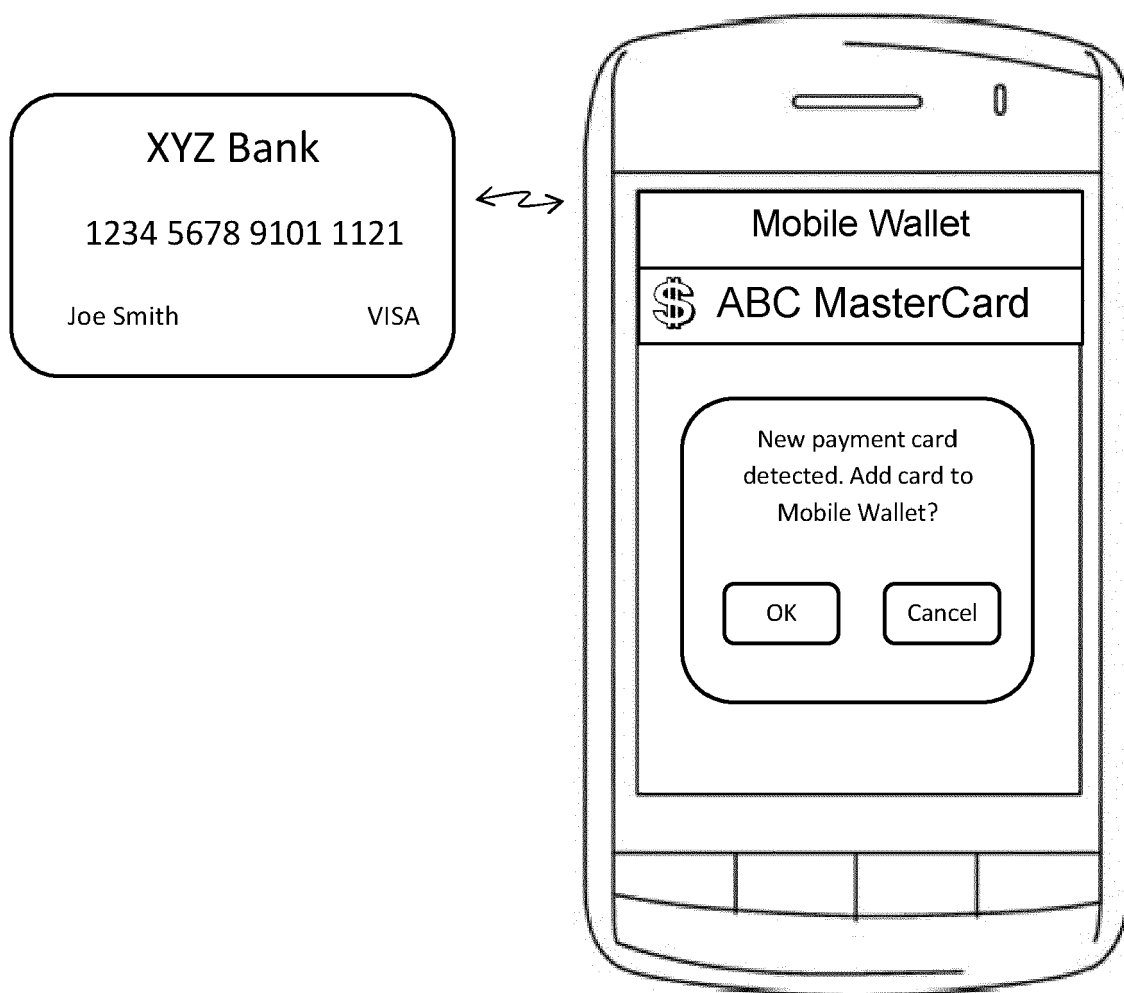 XYZ Bank
1234 5678 9101 1121
Joe Smith VISA
Mobile Wallet
$ ABC MasterCard
New payment card
detected. Add card to
Mobile Wallet?
OK Cancel